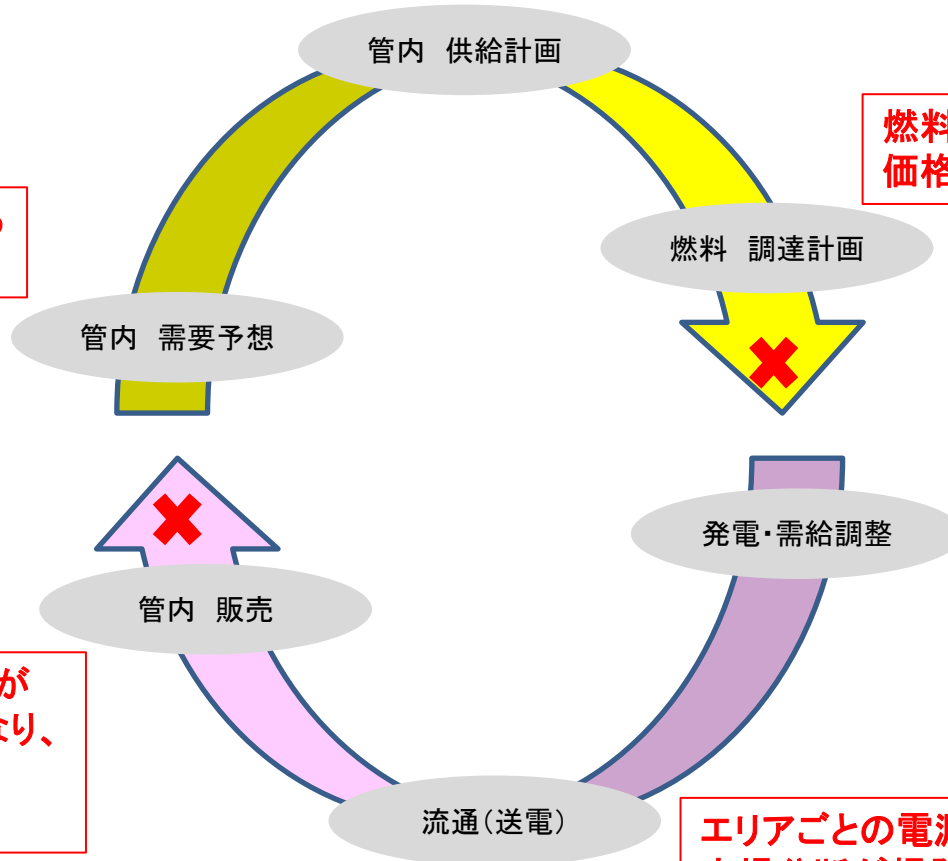 管内　供給計画
燃料
価格
燃料　調達計画
管内　需要予想
発電・需給調整
管内　販売
が
なり、
流通（送電）
エリアごとの電源